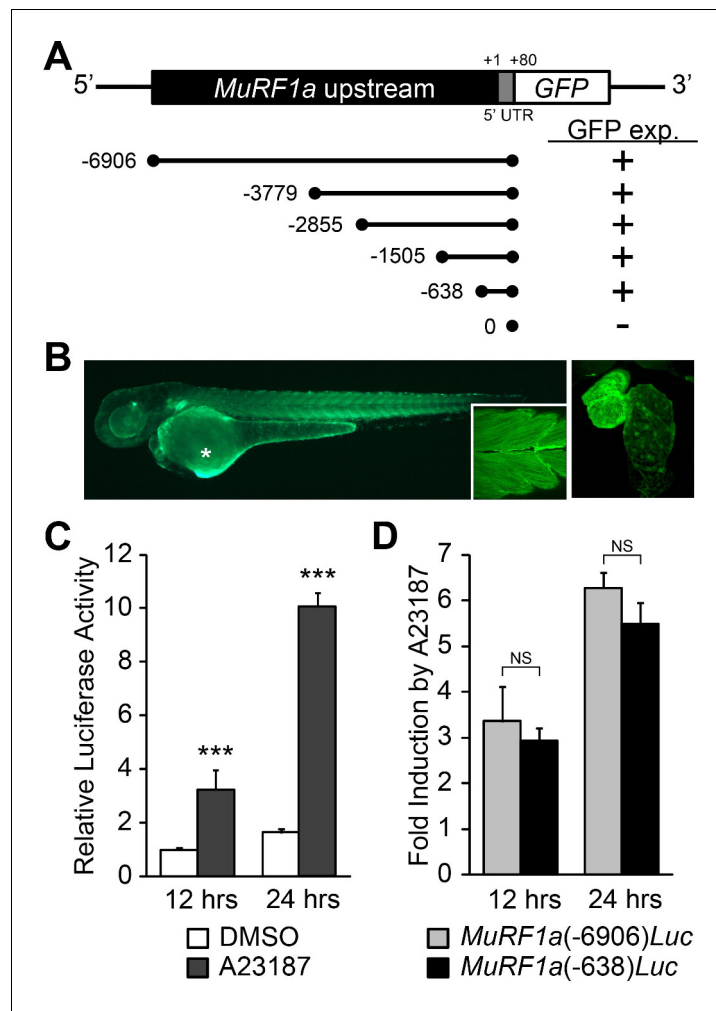 A
+1 +80
5’ MuRF1a upstream GFP 3’
5’ UTR
GFP exp.
-6906 +
-3779 +
-2855 +
-1505 +
-638 +
0 -
B
*
C
12
10
8
6
4
2
0
Relative Luciferase Activity
***
***
12 hrs 24 hrs
DMSO
A23187
D
7
6
5
4
3
2
1
0
Fold Induction by A23187
NS
NS
12 hrs 24 hrs
MuRF1a(-6906)Luc
MuRF1a(-638)Luc